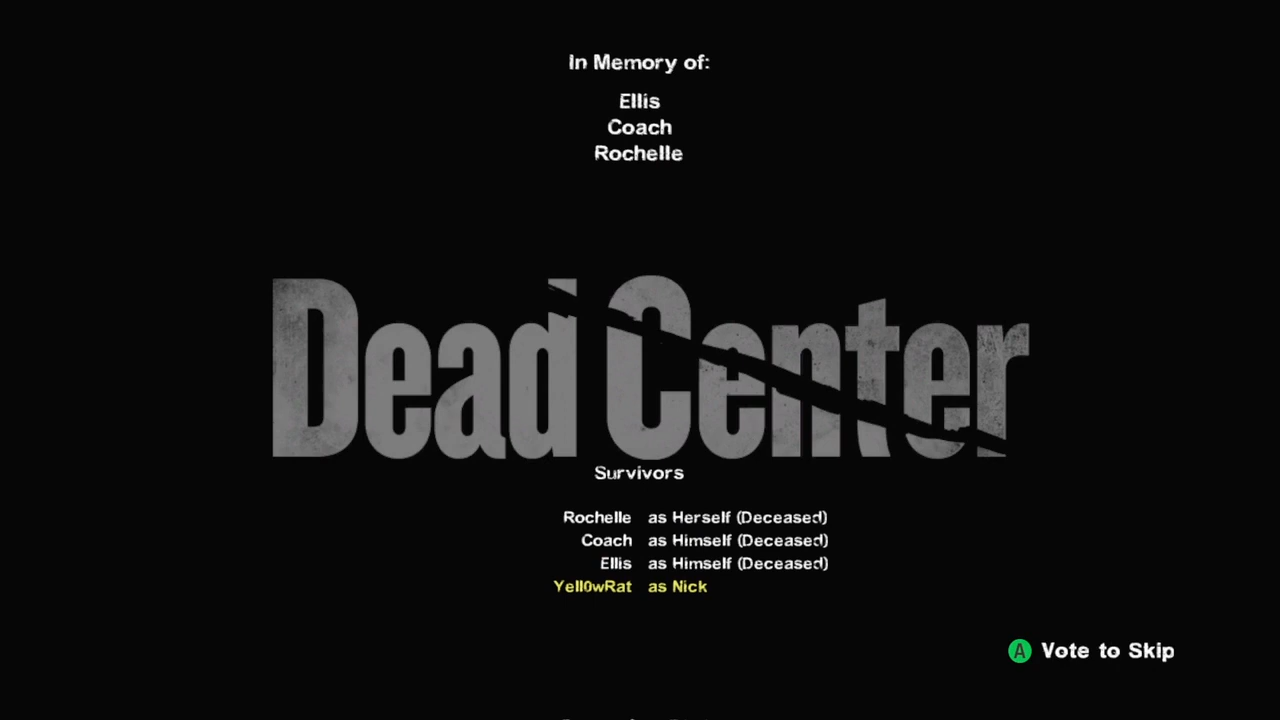 In Memory of:
Ellis
Coach
Rochelle
Dead Center
Survivors
Rochelle as Herself (Deceased)
Coach as Himself (Deceased)
Ellis as Himself (Deceased)
Yell0wRat as Nick
A Vote to Skip